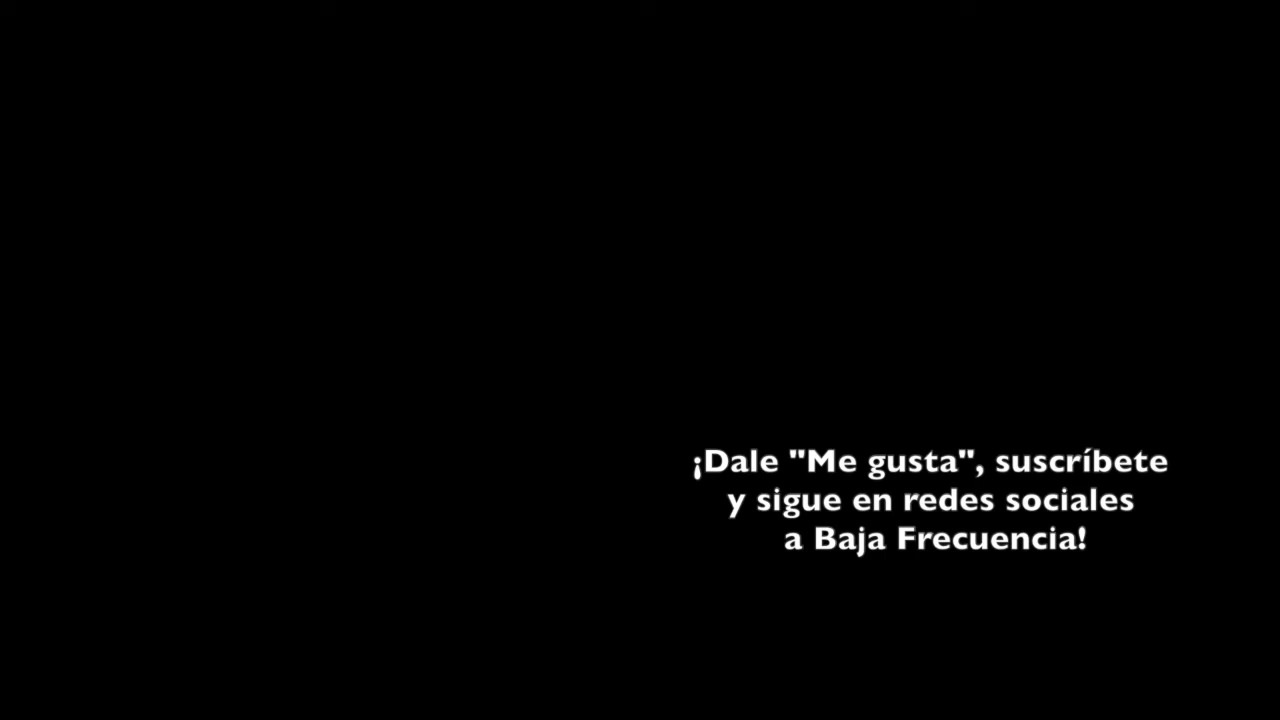 ¡Dale "Me gusta", suscríbete
y sigue en redes sociales
a Baja Frecuencia!